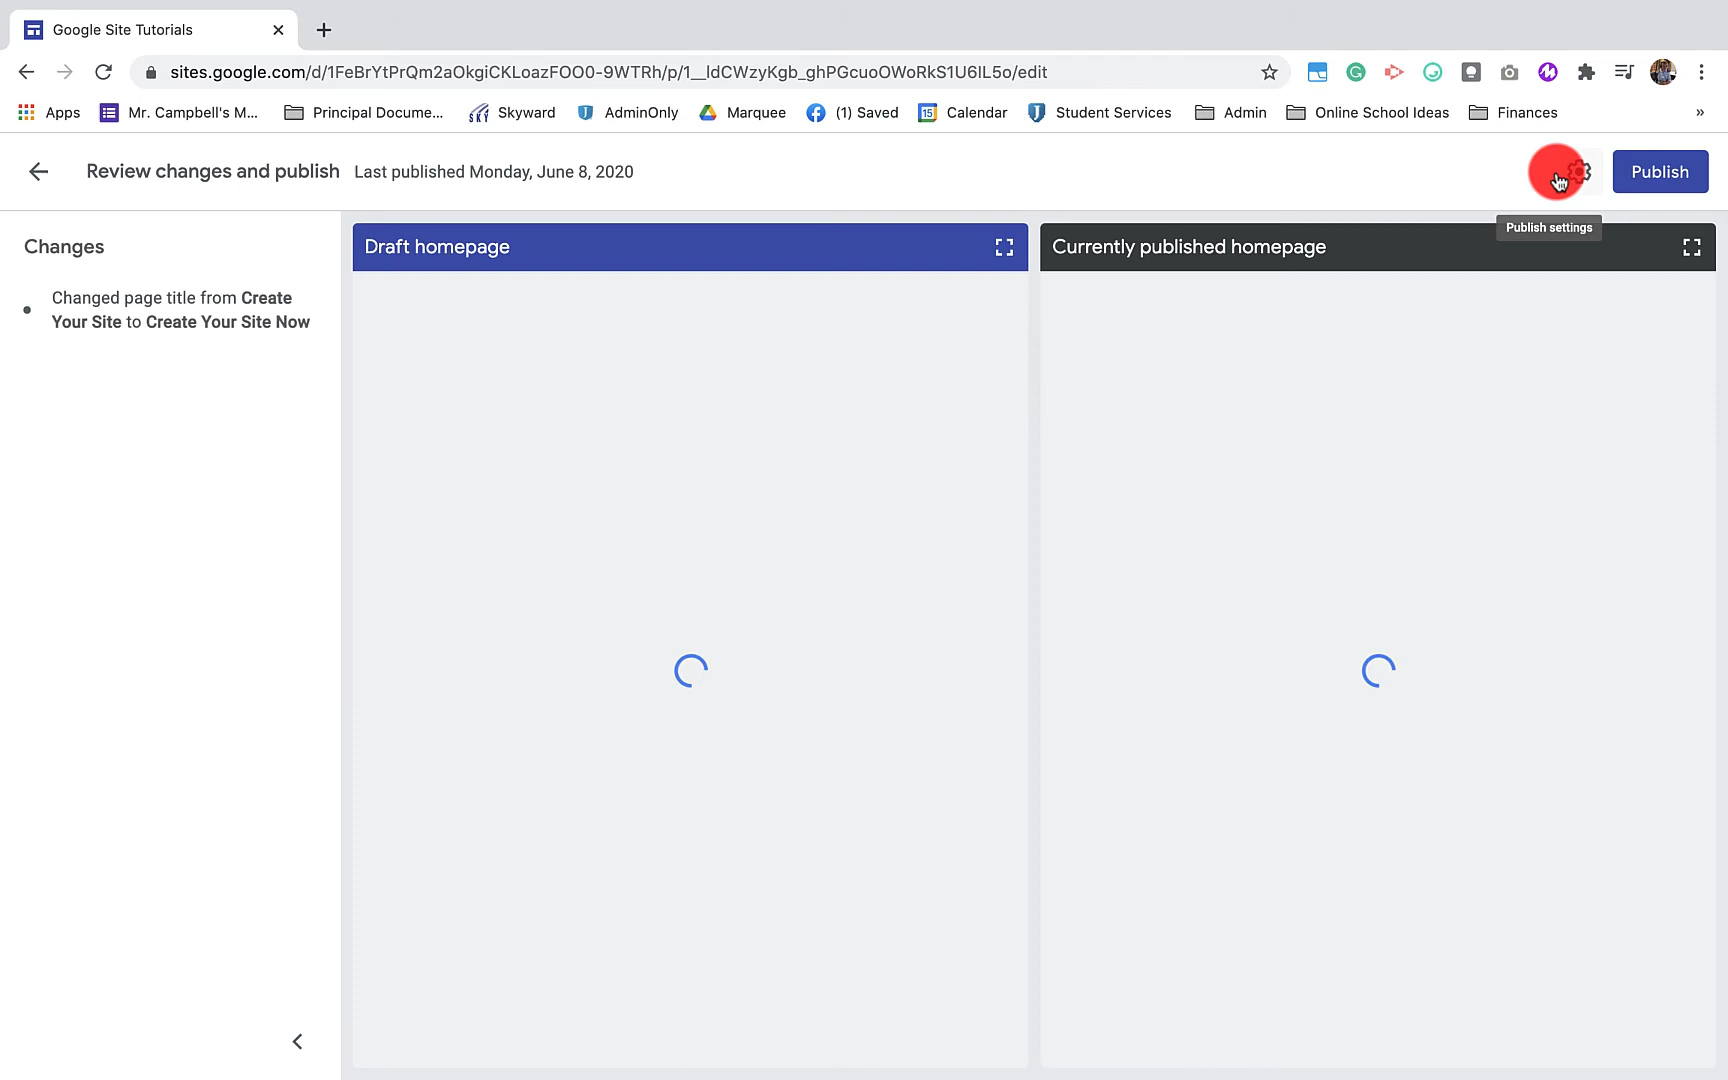 Google Site Tutorials
sites.google.com/d/1FeBrYtPrQm2aOkgiCKLoazFOO0-9WTRh/p/1__ldCWzyKgb_ghPGcuoOWoRkS1U6IL5o/edit
Apps Mr. Campbell's M... Principal Docume... Skyward AdminOnly Marquee (1) Saved 15 Calendar Student Services Admin Online School Ideas Finances »
Review changes and publish Last published Monday, June 8, 2020 Publish
Publish settings
Changes
Changed page title from Create
Your Site to Create Your Site Now
Draft homepage
Currently published homepage